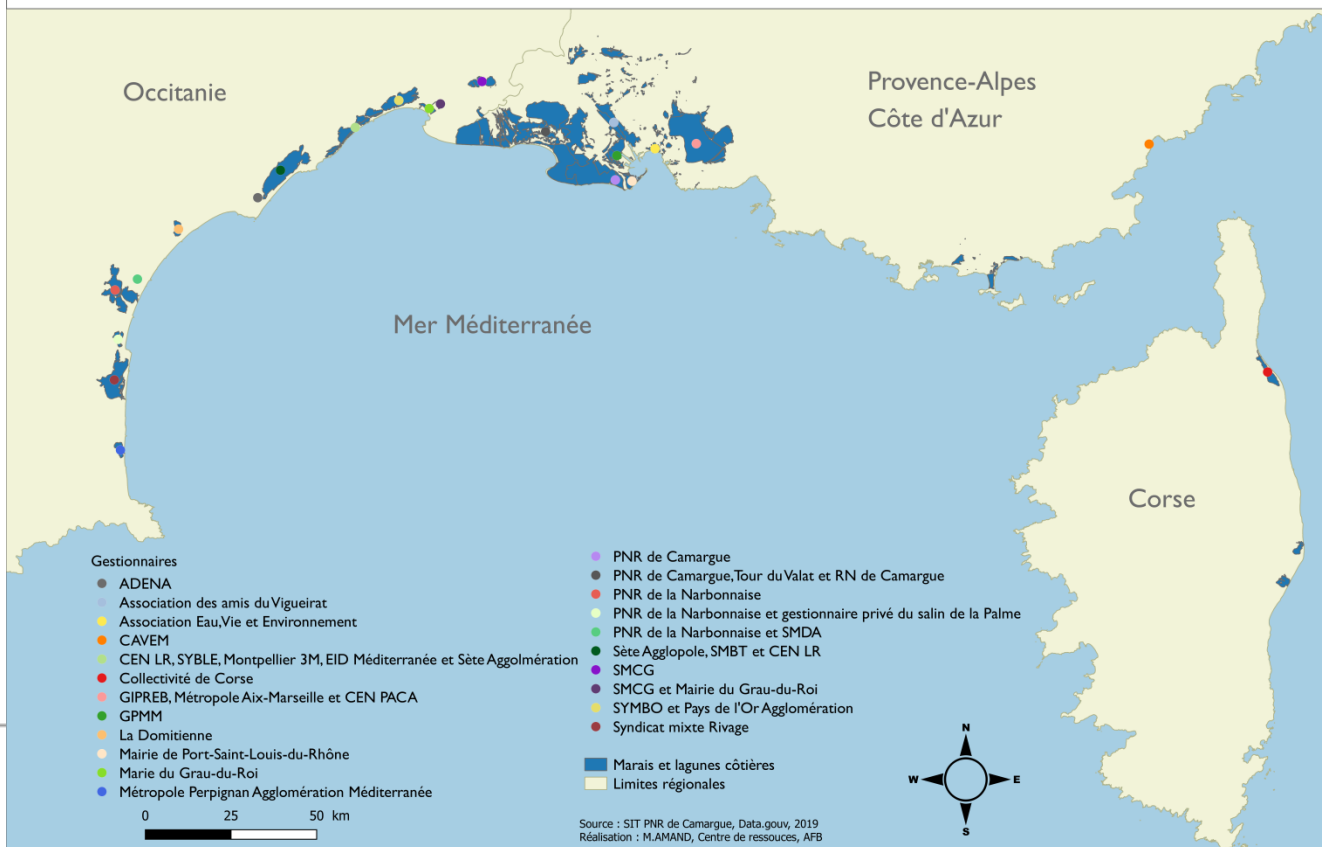 Occitanie
Provence-Alpes
Côte d'Azur
Mer Méditerranée
Corse
Gestionnaires
ADENA
Association des amis du Vigueirat
Association Eau,Vie et Environnement
CAVEM
CEN LR, SYBLE, Montpellier 3M, EID Méditerranée et Sète Aggolmération
Collectivité de Corse
GIPREB, Métropole Aix-Marseille et CEN PACA
GPMM
La Domitienne
Mairie de Port-Saint-Louis-du-Rhône
Marie du Grau-du-Roi
Métropole Perpignan Agglomération Méditerranée
0 25 50 km
PNR de Camargue
PNR de Camargue,Tour du Valat et RN de Camargue
PNR de la Narbonnaise
PNR de la Narbonnaise et gestionnaire privé du salin de la Palme
PNR de la Narbonnaise et SMDA
Sète Agglopole, SMBT et CEN LR
SMCG
SMCG et Mairie du Grau-du-Roi
SYMBO et Pays de l'Or Agglomération
Syndicat mixte Rivage
Marais et lagunes côtières
Limites régionales
Source : SIT PNR de Camargue, Data.gouv, 2019
Réalisation : M.AMAND, Centre de ressouces, AFB
N
W E
S